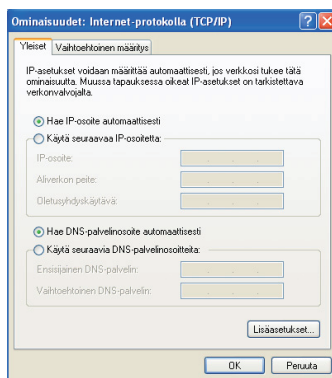 Ominaisuudet: Internet-protokolla (TCP/IP)
Yleiset Vaihtoehtoinen määritys
IP-asetukset voidaan määrittää automaattisesti, jos verkkosi tukee tätä
ominaisuutta. Muussa tapauksessa oikeat IP-asetukset on tarkistettava
verkonvalvojalta.
Hae IP-osoite automaattisesti
Käytä seuraavaa IP-osoitetta:
IP-osoite:
Aliverkon peite:
Oletusyhdyskäytävä:
Hae DNS-palvelinosoite automaattisesti
Käytä seuraavia DNS-palvelinosoitteita:
Ensisijainen DNS-palvelin:
Vaihtoehtoinen DNS-palvelin:
Lisäasetukset...
OK Peruuta